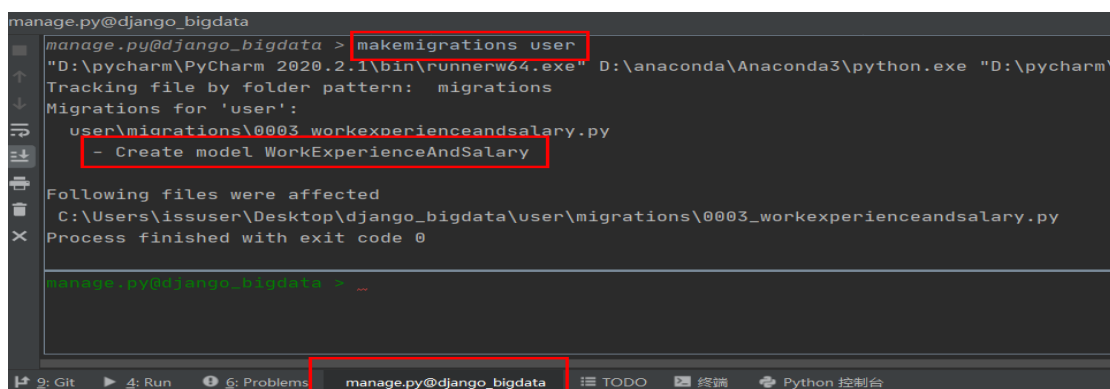 manage.py@django_bigdata
manage.py@django_bigdata > makemigrations user
"D:\pycharm\PyCharm 2020.2.1\bin\runnerw64.exe" D:\anaconda\Anaconda3\python.exe "D:\pycharm\
Tracking file by folder pattern:  migrations
Migrations for 'user':
  user\migrations\0003_workexperienceandsalary.py
    - Create model WorkExperienceAndSalary
Following files were affected
 C:\Users\issuser\Desktop\django_bigdata\user\migrations\0003_workexperienceandsalary.py
Process finished with exit code 0
manage.py@django_bigdata >
9: Git 4: Run 6: Problems manage.py@django_bigdata TODO 终端 Python 控制台